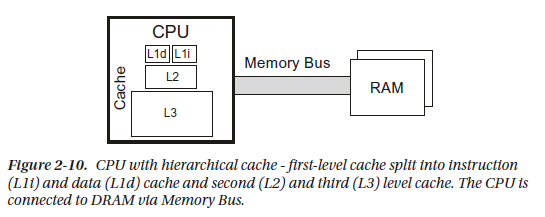 CPU
L1d L1i
L2
L3
Cache
Memory Bus
RAM
Figure 2-10. CPU with hierarchical cache - first-level cache split into instruction
(L1i) and data (L1d) cache and second (L2) and third (L3) level cache. The CPU is
connected to DRAM via Memory Bus.